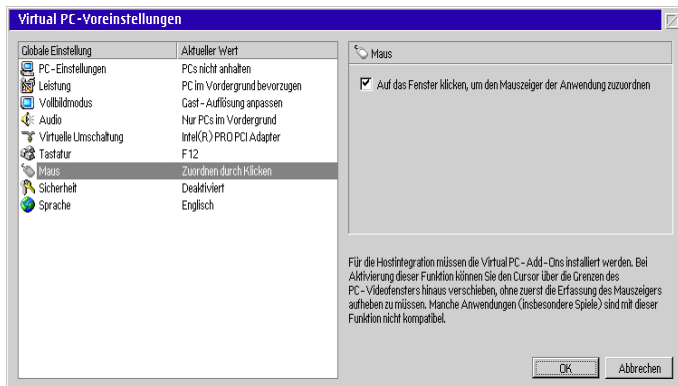 Virtual PC-Voreinstellungen
Globale Einstellung Aktueller Wert
PC-Einstellungen PCs nicht anhalten
Leistung PC im Vordergrund bevorzugen
Vollbildmodus Gast-Auflösung anpassen
Audio Nur PCs im Vordergrund
Virtuelle Umschaltung Intel(R) PRO PCI Adapter
Tastatur F12
Maus Zuordnen durch Klicken
Sicherheit Deaktiviert
Sprache Englisch
Maus
Auf das Fenster klicken, um den Mauszeiger der Anwendung zuzuordnen
Für die Hostintegration müssen die Virtual PC-Add-Ons installiert werden. Bei
Aktivierung dieser Funktion können Sie den Cursor über die Grenzen des
PC-Videofensters hinaus verschieben, ohne zuerst die Erfassung des Mauszeigers
aufheben zu müssen. Manche Anwendungen (insbesondere Spiele) sind mit dieser
Funktion nicht kompatibel.
OK Abbrechen